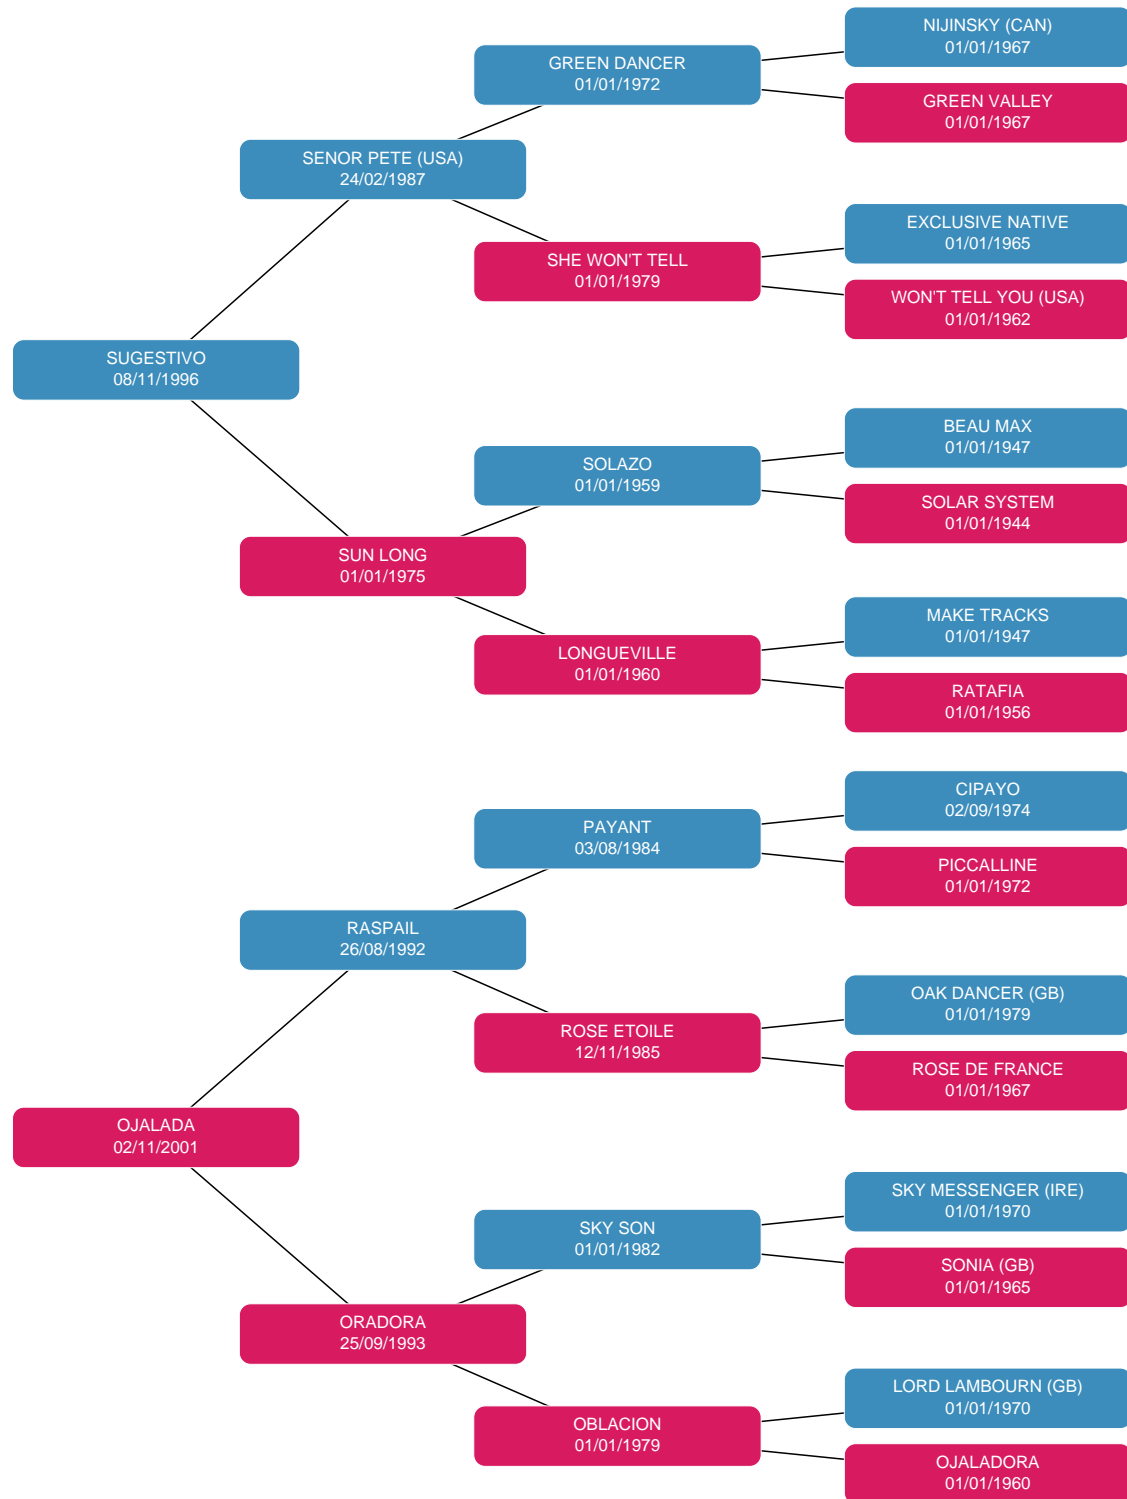 NIJINSKY (CAN)
01/01/1967
GREEN DANCER
01/01/1972
GREEN VALLEY
01/01/1967
SENOR PETE (USA)
24/02/1987
EXCLUSIVE NATIVE
01/01/1965
SHE WON'T TELL
01/01/1979
WON'T TELL YOU (USA)
01/01/1962
SUGESTIVO
08/11/1996
BEAU MAX
01/01/1947
SOLAZO
01/01/1959
SOLAR SYSTEM
01/01/1944
SUN LONG
01/01/1975
MAKE TRACKS
01/01/1947
LONGUEVILLE
01/01/1960
RATAFIA
01/01/1956
CIPAYO
02/09/1974
PAYANT
03/08/1984
PICCALLINE
01/01/1972
RASPAIL
26/08/1992
OAK DANCER (GB)
01/01/1979
ROSE ETOILE
12/11/1985
ROSE DE FRANCE
01/01/1967
OJALADA
02/11/2001
SKY MESSENGER (IRE)
01/01/1970
SKY SON
01/01/1982
SONIA (GB)
01/01/1965
ORADORA
25/09/1993
LORD LAMBOURN (GB)
01/01/1970
OBLACION
01/01/1979
OJALADORA
01/01/1960